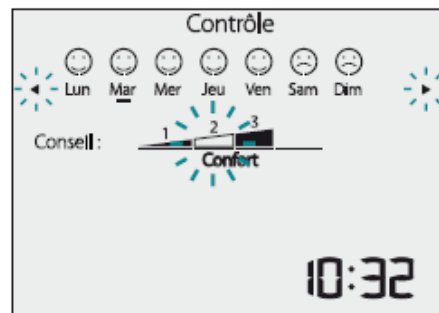 Contrôle
Lun Mar Mer Jeu Ven Sam Dim
1 2 3
Conseil :
Confort
10:32